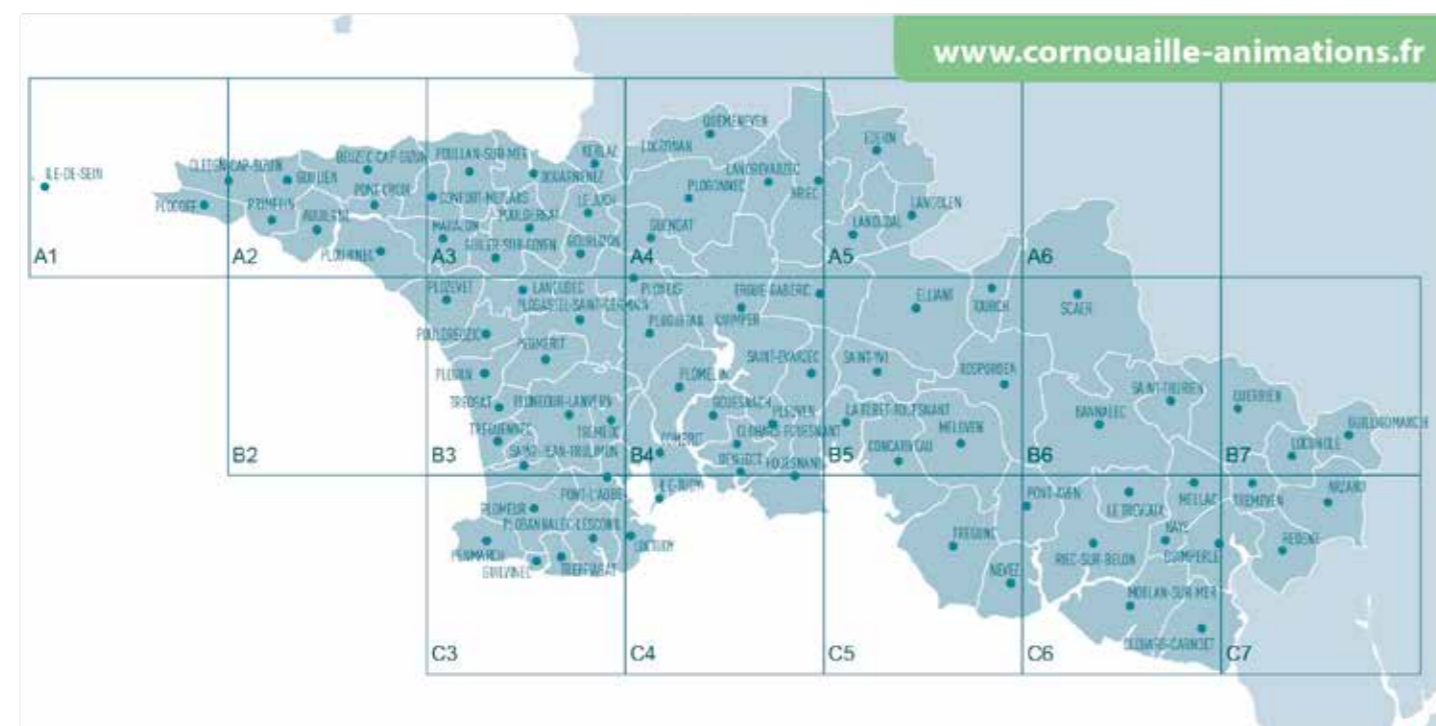 www.cornouaille-animations.fr
QUEMENEVEN
EDERN
KERLAZ
LOCRONAN
POULLAN-SUR-MER
BEUZEC-CAP-SIZUN
CLEDEN-CAP-SIZUN
LANDREVARZEC
ILE-DE-SEIN
GOULIEN
DOUARNENEZ
PLOGONNEC
BRIEC
PONT-CROIX
CONFORT-MEILARS
PLOGOFF
PRIMELIN
LE JUCH
LANGOLEN
AUDIERNE
POULDERGAT
LANDUDAL
MAHALON
GUENGAT
GUILER-SUR-GOYEN
GOURLIZON
PLOUHINEC
A1
A2
A3
A4
A5
A6
PLOZEVET
LANDUDEC
PLONEIS
ERGUE-GABERIC
ELLIANT
TOURCH
SCAER
PLOGASTEL-SAINT-GERMAIN
PLUGUFFAN
QUIMPER
POULDREUZIC
PEUMERIT
SAINT-EVARZEC
SAINT-YVI
ROSPORDEN
PLOVAN
PLOMELIN
SAINT-THURIEN
GUERLIEN
TREOGAT
PLONEOUR-LANVERN
GOUESNACH
PLEUVEN
LA FORET-FOUESNANT
BANNALEC
GUILLIGOMARCH
TREGUENNEC
TREMEOC
CLOHARS-FOUESNANT
MELGVEN
COMBRIT
CONCARNEAU
LOCUNOLE
SAINT-JEAN-TROLIMON
BENODET
FOUESNANT
B2
B3
B4
B5
B6
B7
PONT-L'ABBE
ILE-TUDY
PONT-AVEN
LE TREVOUX
MELLAC
TREMEVEN
ARZANO
PLOMEUR
PLOBANNALEC-LESCONIL
BAYE
PENMARCH
LOCTUDY
TREGUNC
REDENE
RIEC-SUR-BELON
QUIMPERLE
GUILVINEC
TREFFIAGAT
NEVEZ
MOELAN-SUR-MER
CLOHARS-CARNOET
C3
C4
C5
C6
C7